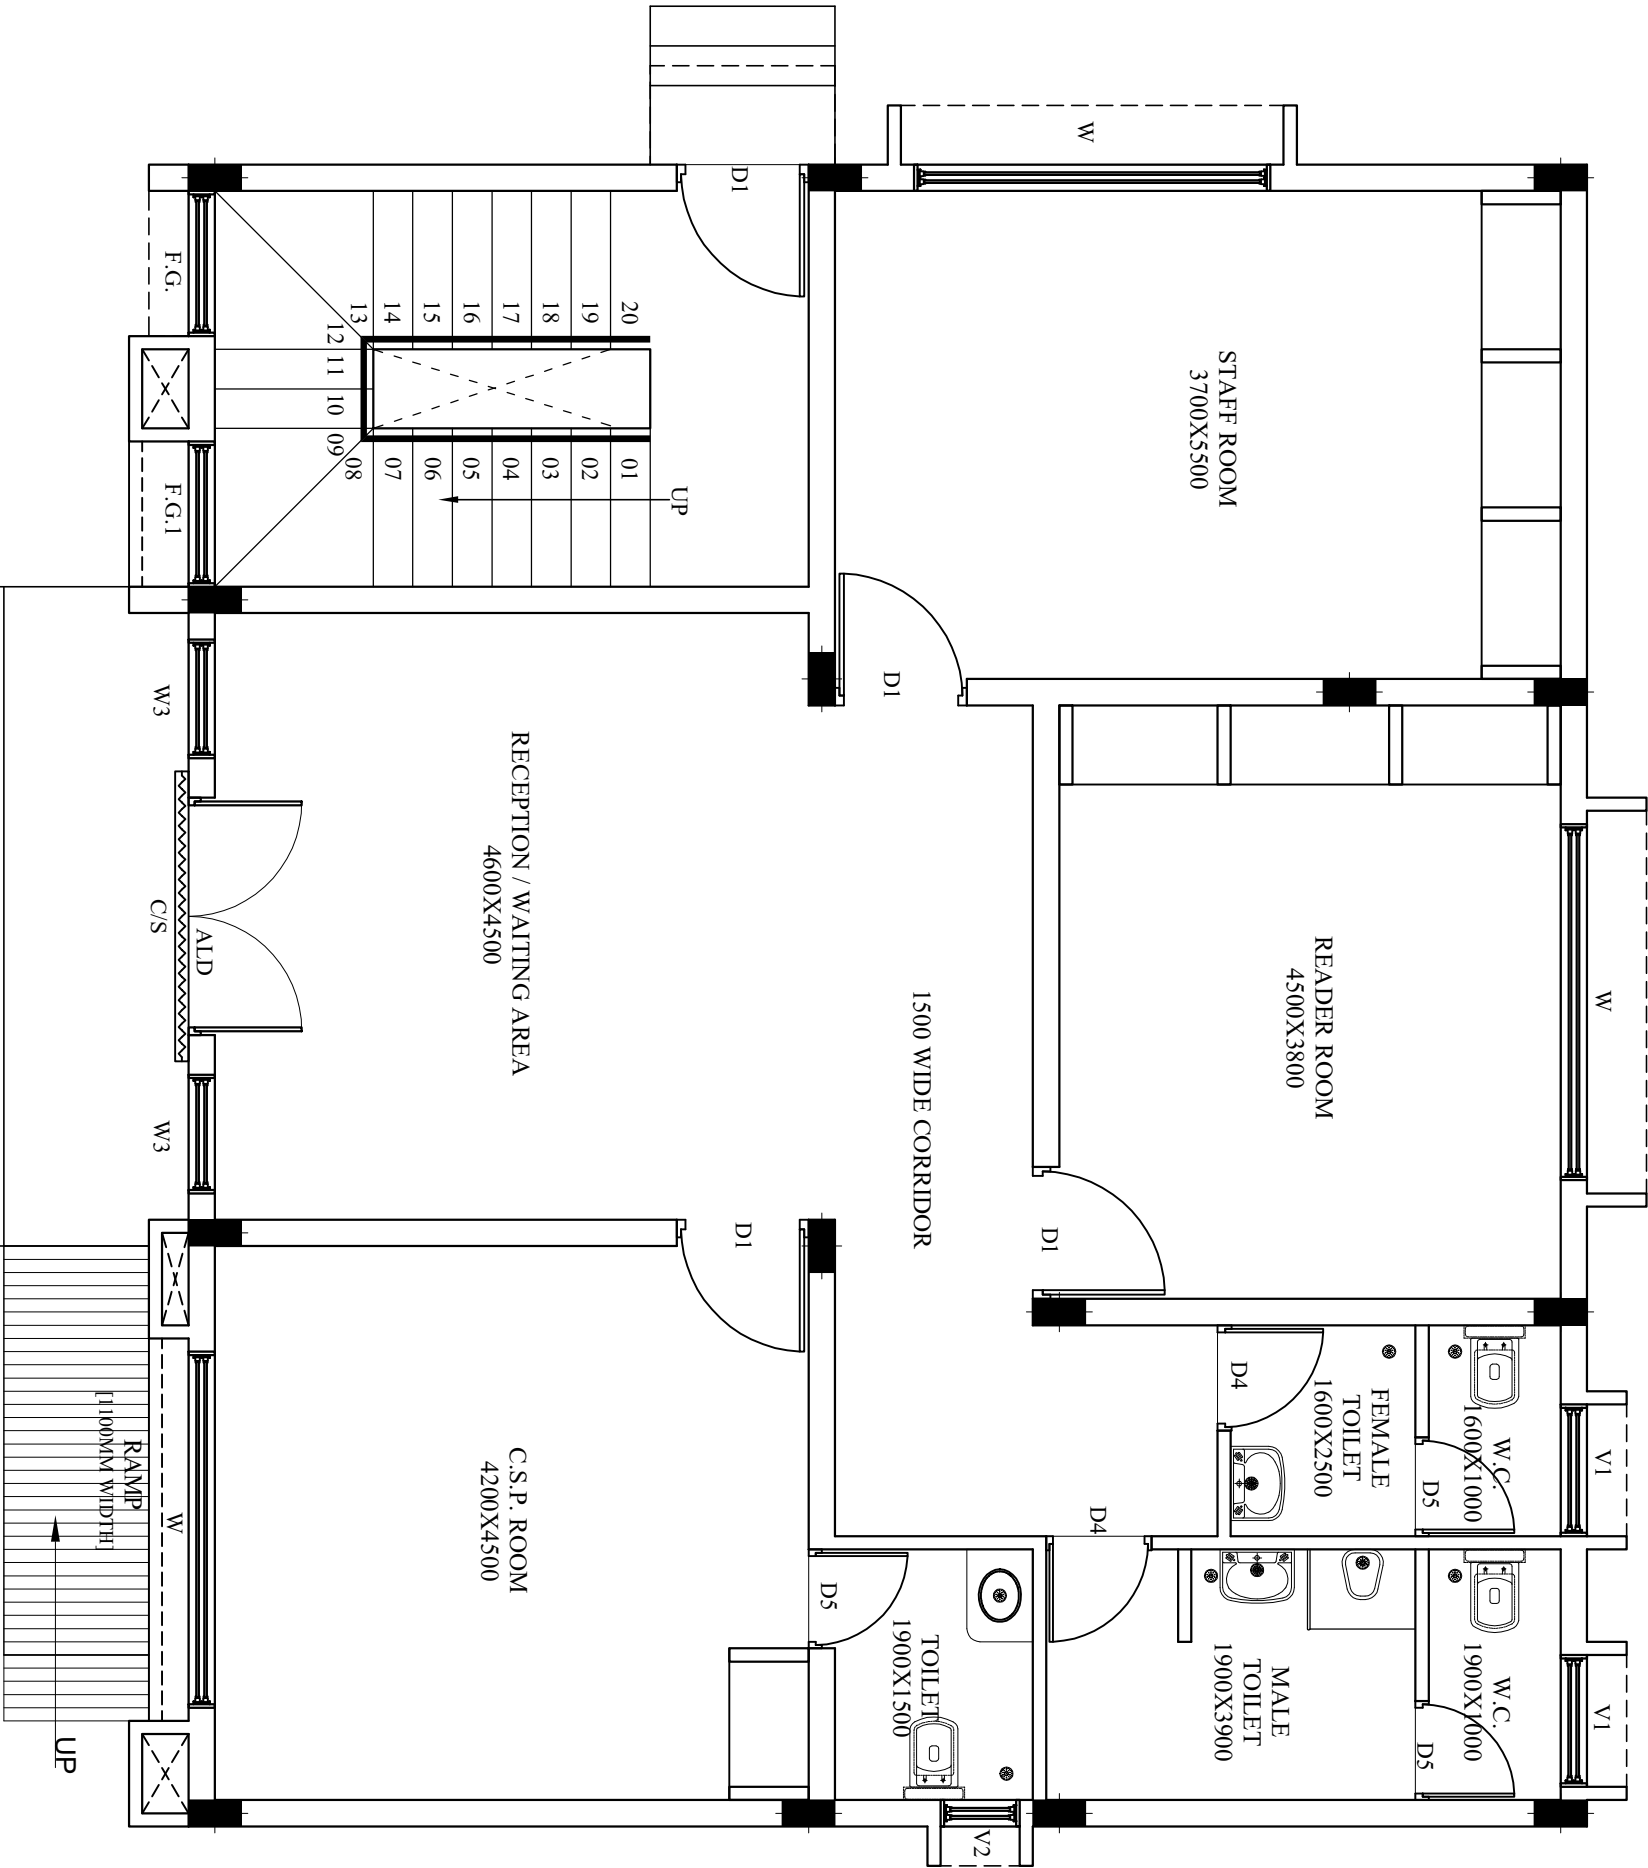 W
D1
F.G.
20
19
18
17
16
15
14
13
12
11
10
09
08
07
06
05
04
03
02
01
UP
F.G.1
STAFF ROOM
3700X5500
D1
W3
RECEPTION / WAITING AREA
4600X4500
C/S
ALD
W3
1500 WIDE CORRIDOR
READER ROOM
4500X3800
W
D1
D1
D4
FEMALE
TOILET
1600X2500
W.C.
1600X1000
D5
V1
D4
MALE
TOILET
1900X3900
W.C.
1900X1000
D5
V1
D5
TOILET
1900X1500
V2
C.S.P. ROOM
4200X4500
W
RAMP
[1100MM WIDTH]
UP